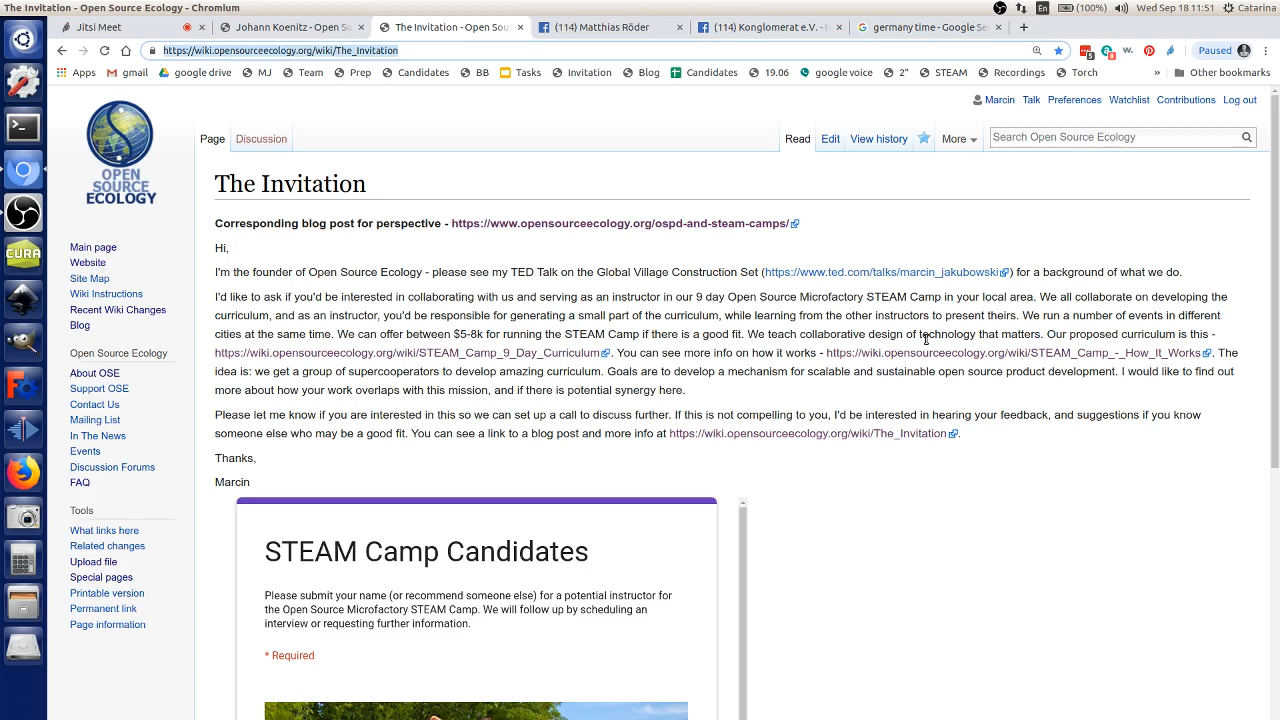 The Invitation - Open Source Ecology - Chromium
En (100%) Wed Sep 18 11:51 Catarina
Jitsi Meet
Johann Koenitz - Open So
The Invitation - Open Sou
(114) Matthias Röder
(114) Konglomerat e.V. - H
germany time - Google Se
https://wiki.opensourceecology.org/wiki/The_Invitation
Paused
Apps gmail google drive MJ Team Prep Candidates BB Tasks Invitation Blog Candidates 19.06 google voice 2" STEAM Recordings Torch » Other bookmarks
Marcin Talk Preferences Watchlist Contributions Log out
Page Discussion Read Edit View history More Search Open Source Ecology
OPEN
SOURCE
ECOLOGY
Main page
Website
Site Map
Wiki Instructions
Recent Wiki Changes
Blog
Open Source Ecology
About OSE
Support OSE
Contact Us
Mailing List
In The News
Events
Discussion Forums
FAQ
Tools
What links here
Related changes
Upload file
Special pages
Printable version
Permanent link
Page information
CURA
The Invitation
Corresponding blog post for perspective - https://www.opensourceecology.org/ospd-and-steam-camps/
Hi,
I'm the founder of Open Source Ecology - please see my TED Talk on the Global Village Construction Set (https://www.ted.com/talks/marcin_jakubowski) for a background of what we do.
I'd like to ask if you'd be interested in collaborating with us and serving as an instructor in our 9 day Open Source Microfactory STEAM Camp in your local area. We all collaborate on developing the
curriculum, and as an instructor, you'd be responsible for generating a small part of the curriculum, while learning from the other instructors to present theirs. We run a number of events in different
cities at the same time. We can offer between $5-8k for running the STEAM Camp if there is a good fit. We teach collaborative design of technology that matters. Our proposed curriculum is this -
https://wiki.opensourceecology.org/wiki/STEAM_Camp_9_Day_Curriculum. You can see more info on how it works - https://wiki.opensourceecology.org/wiki/STEAM_Camp_-_How_It_Works. The
idea is: we get a group of supercooperators to develop amazing curriculum. Goals are to develop a mechanism for scalable and sustainable open source product development. I would like to find out
more about how your work overlaps with this mission, and if there is potential synergy here.
Please let me know if you are interested in this so we can set up a call to discuss further. If this is not compelling to you, I'd be interested in hearing your feedback, and suggestions if you know
someone else who may be a good fit. You can see a link to a blog post and more info at https://wiki.opensourceecology.org/wiki/The_Invitation.
Thanks,
Marcin
STEAM Camp Candidates
Please submit your name (or recommend someone else) for a potential instructor for
the Open Source Microfactory STEAM Camp. We will follow up by scheduling an
interview or requesting further information.
* Required